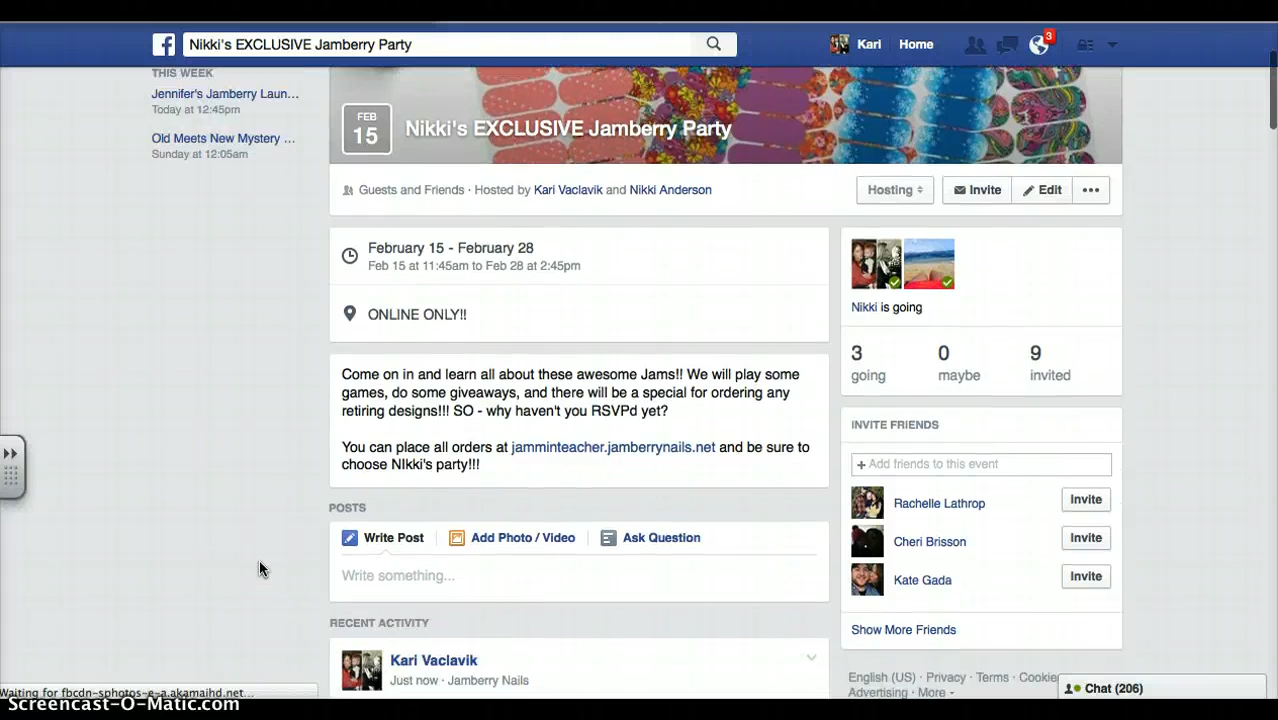 Nikki's EXCLUSIVE Jamberry Party
Kari
Home
3
THIS WEEK
Jennifer's Jamberry Laun...
Today at 12:45pm
Old Meets New Mystery ...
Sunday at 12:05am
FEB
15
Nikki's EXCLUSIVE Jamberry Party
Guests and Friends · Hosted by Kari Vaclavik and Nikki Anderson
Hosting
Invite
Edit
February 15 - February 28
Feb 15 at 11:45am to Feb 28 at 2:45pm
ONLINE ONLY!!
Come on in and learn all about these awesome Jams!! We will play some
games, do some giveaways, and there will be a special for ordering any
retiring designs!!! SO - why haven't you RSVPd yet?
You can place all orders at jamminteacher.jamberrynails.net and be sure to
choose NIkki's party!!!
POSTS
Write Post
Add Photo / Video
Ask Question
Write something...
RECENT ACTIVITY
Kari Vaclavik
Just now · Jamberry Nails
Nikki is going
3 going
0 maybe
9 invited
INVITE FRIENDS
+ Add friends to this event
Rachelle Lathrop
Invite
Cheri Brisson
Invite
Kate Gada
Invite
Show More Friends
English (US) · Privacy · Terms · Cookie
Advertising · More
Chat (206)
Waiting for fbcdn-sphotos-e-a.akamaihd.net...
Screencast-O-Matic.com